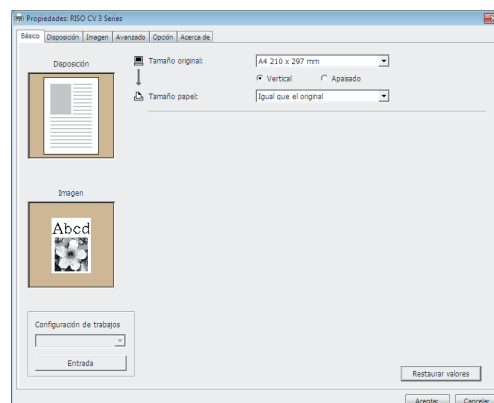 Propiedades: RISO CV 3 Series
Básico Disposición Imagen Avanzado Opción Acerca de
Disposición
Tamaño original:
A4 210 x 297 mm
Vertical Apaisado
Tamaño papel:
Igual que el original
Imagen
Abcd
Configuración de trabajos
Entrada
Restaurar valores
Aceptar Cancelar